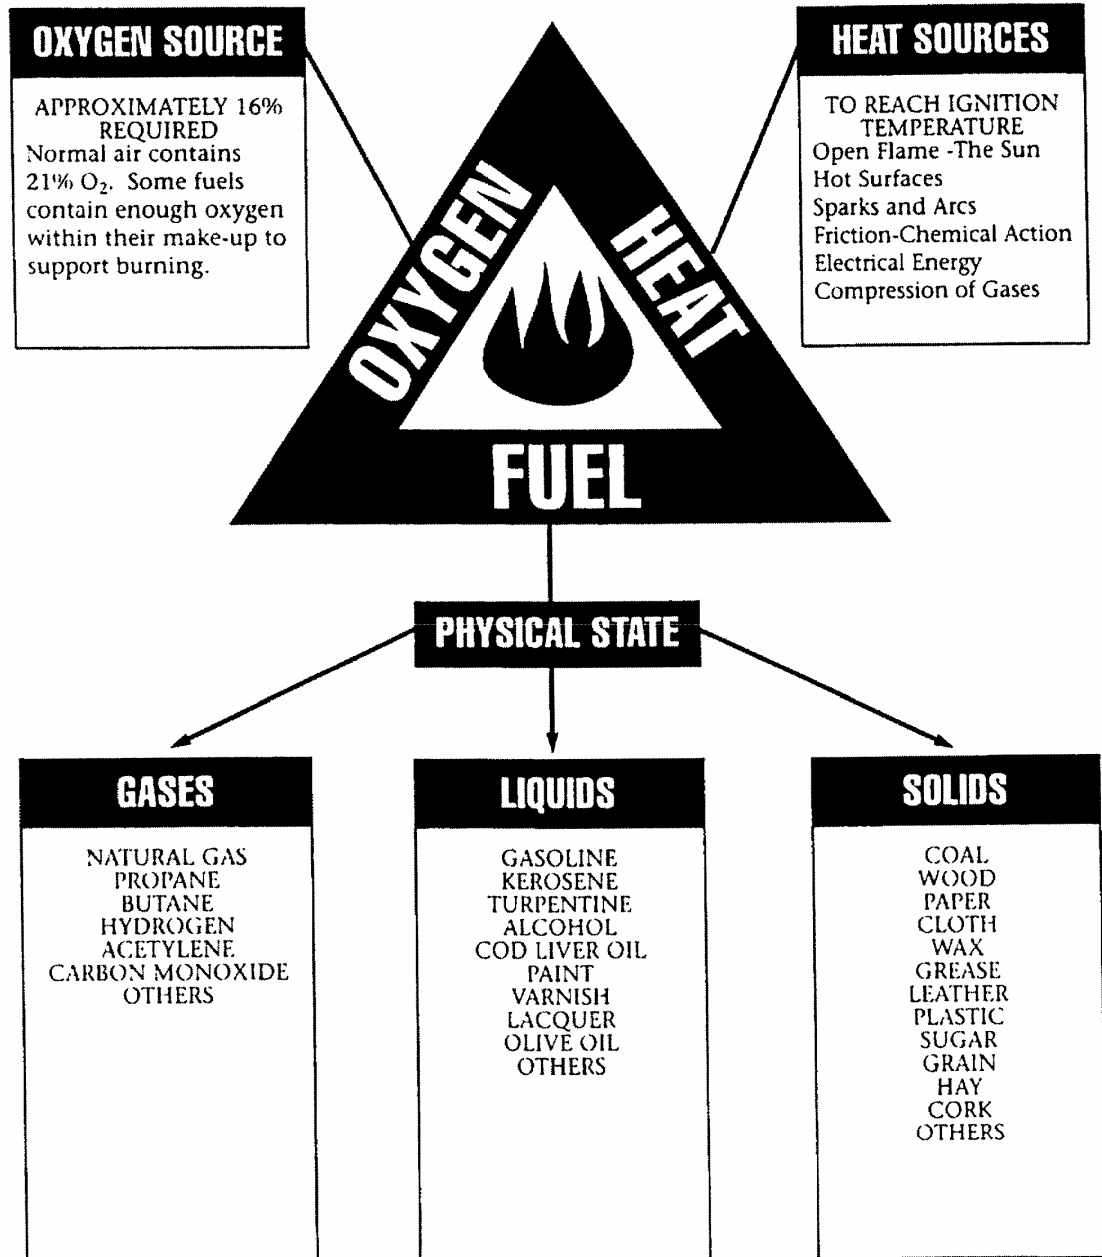 OXYGEN SOURCE
APPROXIMATELY 16%
REQUIRED
Normal air contains
21% O₂. Some fuels
contain enough oxygen
within their make-up to
support burning.
HEAT SOURCES
TO REACH IGNITION
TEMPERATURE
Open Flame -The Sun
Hot Surfaces
Sparks and Arcs
Friction-Chemical Action
Electrical Energy
Compression of Gases
OXYGEN
HEAT
FUEL
PHYSICAL STATE
GASES
NATURAL GAS
PROPANE
BUTANE
HYDROGEN
ACETYLENE
CARBON MONOXIDE
OTHERS
LIQUIDS
GASOLINE
KEROSENE
TURPENTINE
ALCOHOL
COD LIVER OIL
PAINT
VARNISH
LACQUER
OLIVE OIL
OTHERS
SOLIDS
COAL
WOOD
PAPER
CLOTH
WAX
GREASE
LEATHER
PLASTIC
SUGAR
GRAIN
HAY
CORK
OTHERS